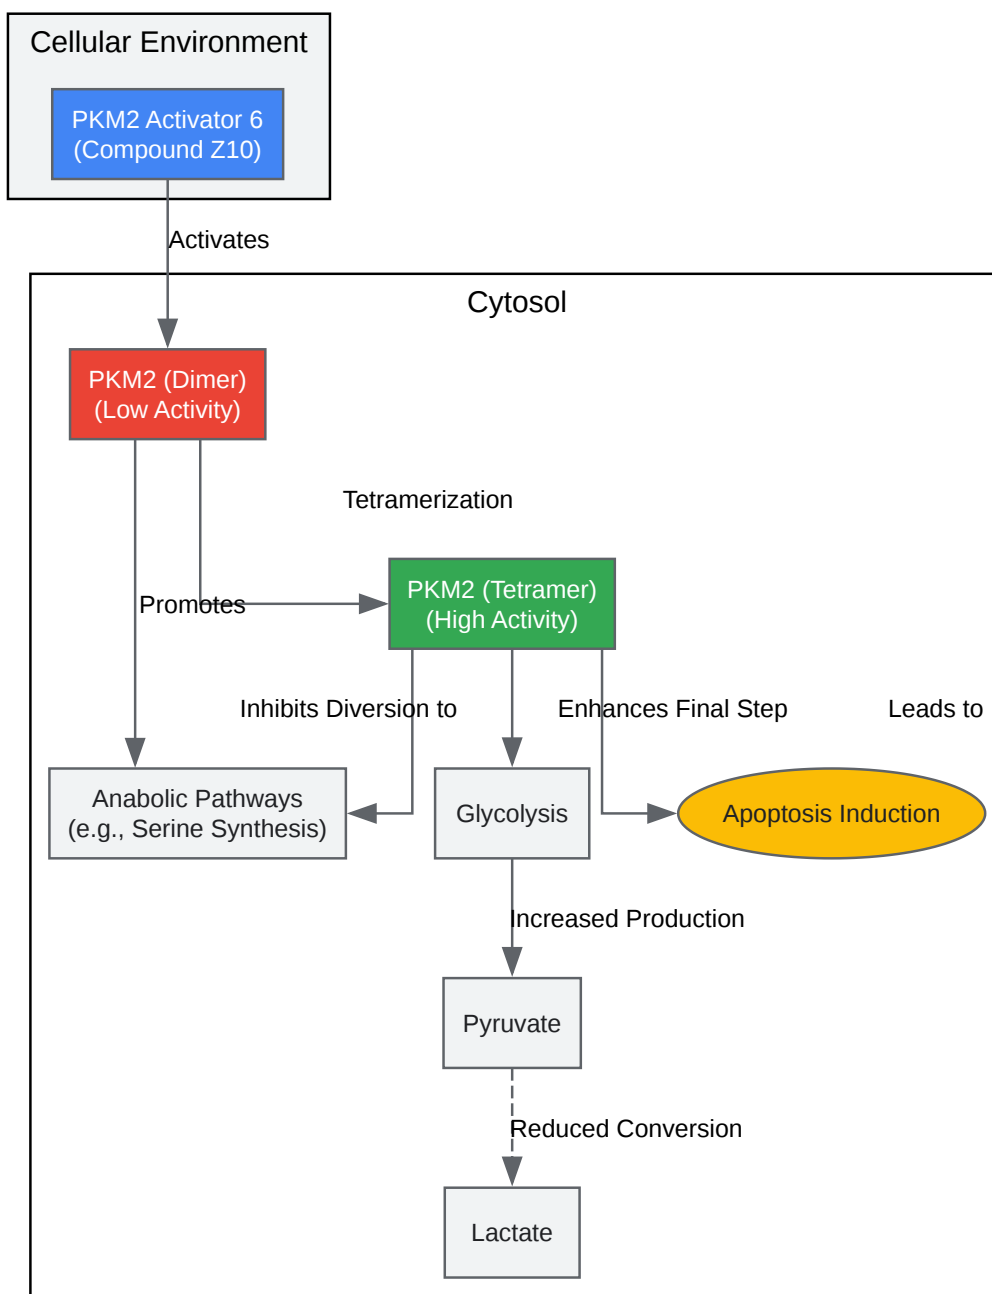 Cellular Environment
PKM2 Activator 6
(Compound Z10)
Activates
Cytosol
PKM2 (Dimer)
(Low Activity)
Tetramerization
PKM2 (Tetramer)
(High Activity)
Promotes
Inhibits Diversion to
Enhances Final Step
Leads to
Anabolic Pathways
(e.g., Serine Synthesis)
Glycolysis
Apoptosis Induction
Increased Production
Pyruvate
Reduced Conversion
Lactate